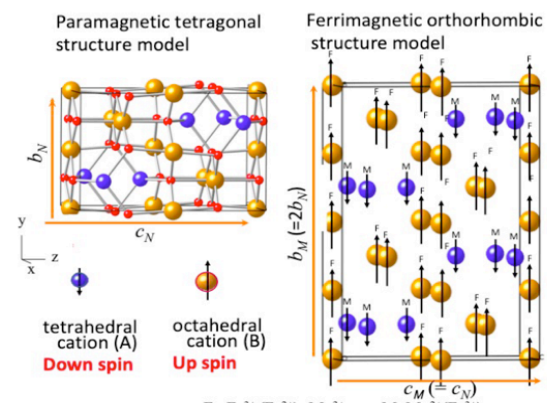 Paramagnetic tetragonal
structure model
Ferrimagnetic orthorhombic
structure model
b_N
c_N
y
x z
tetrahedral
cation (A)
Down spin
octahedral
cation (B)
Up spin
b_M (=2b_N)
F F F F
F F F M M M
F F F F
M M M F F
F F F F
F F M M M
F F F F
M M M F F
F F F F
c_M (= c_N)